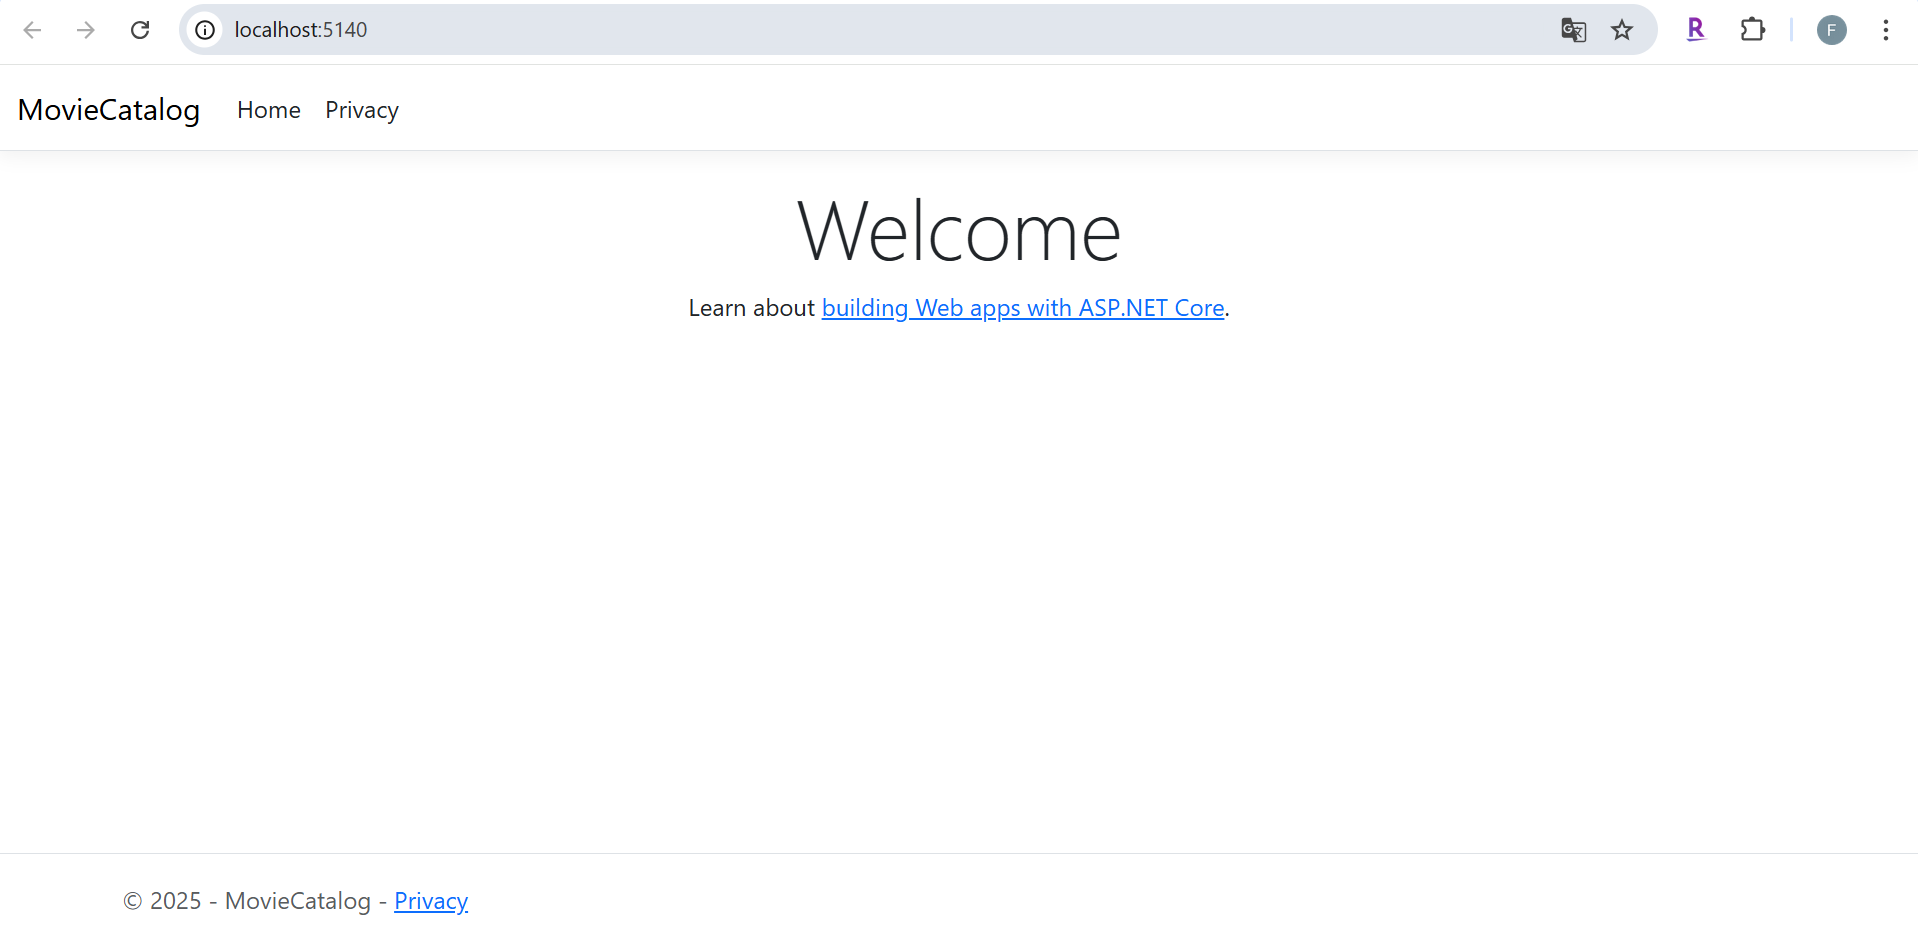 localhost:5140
R
F
MovieCatalog Home Privacy
Welcome
Learn about building Web apps with ASP.NET Core.
© 2025 - MovieCatalog - Privacy